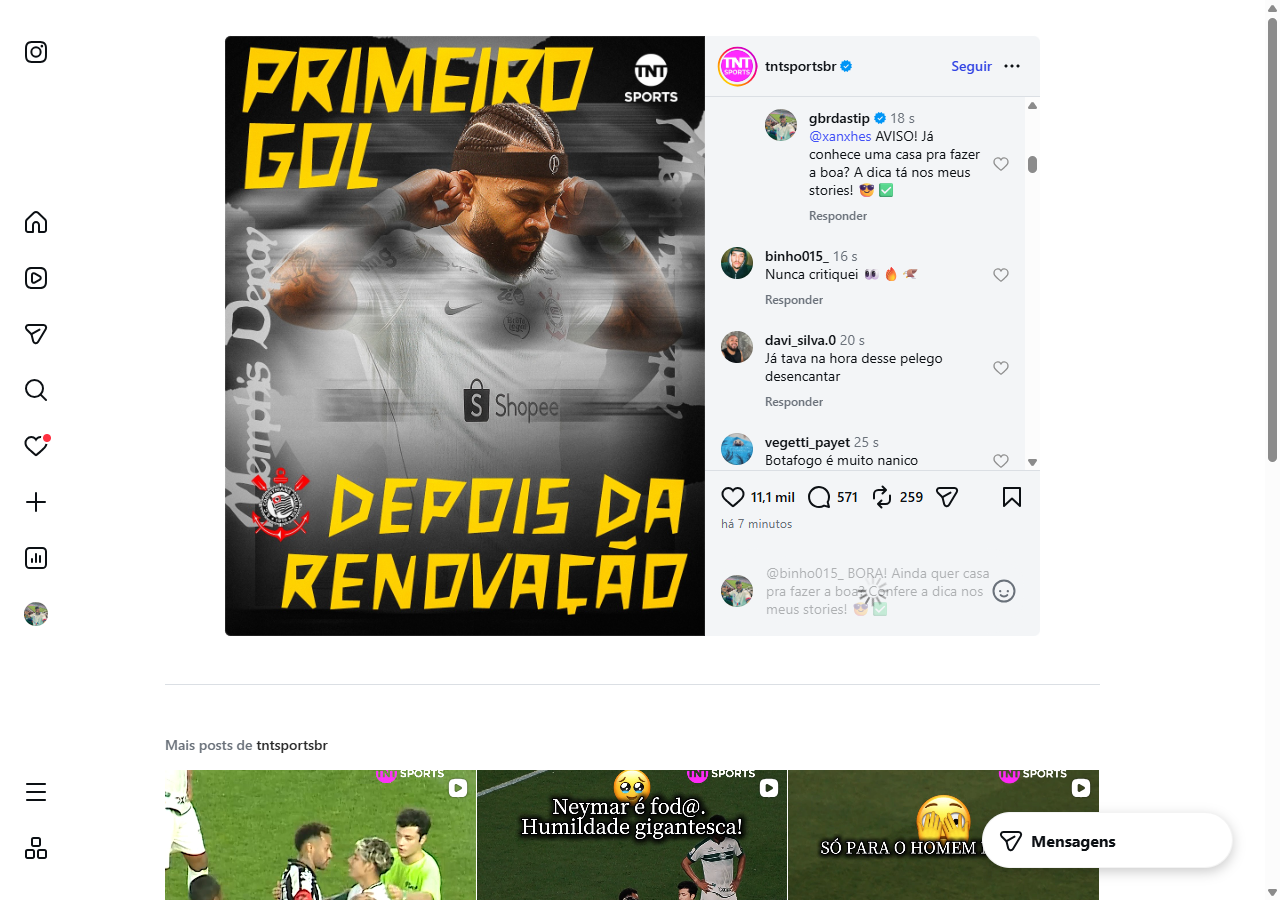 PRIMEIRO
GOL
TNT
SPORTS
Memphis Depay
Shopee
DEPOIS DA
RENOVAÇÃO
TNT
SPORTS
tntsportsbr
Seguir
gbrdastip 18 s
@xanxhes AVISO! Já
conhece uma casa pra fazer
a boa? A dica tá nos meus
stories! 😎 ✅
Responder
binho015_ 16 s
Nunca critiquei 👀 🔥 🦅
Responder
davi_silva.0 20 s
Já tava na hora desse pelego
desencantar
Responder
vegetti_payet 25 s
Botafogo é muito nanico
11,1 mil 571 259
há 7 minutos
@binho015_ BORA! Ainda quer casa
pra fazer a boa? Confere a dica nos
meus stories! 😎 ✅
Mais posts de tntsportsbr
TNT SPORTS
TNT SPORTS
Neymar é fod@.
Humildade gigantesca!
TNT SPORTS
SÓ PARA O HOMEM
Mensagens